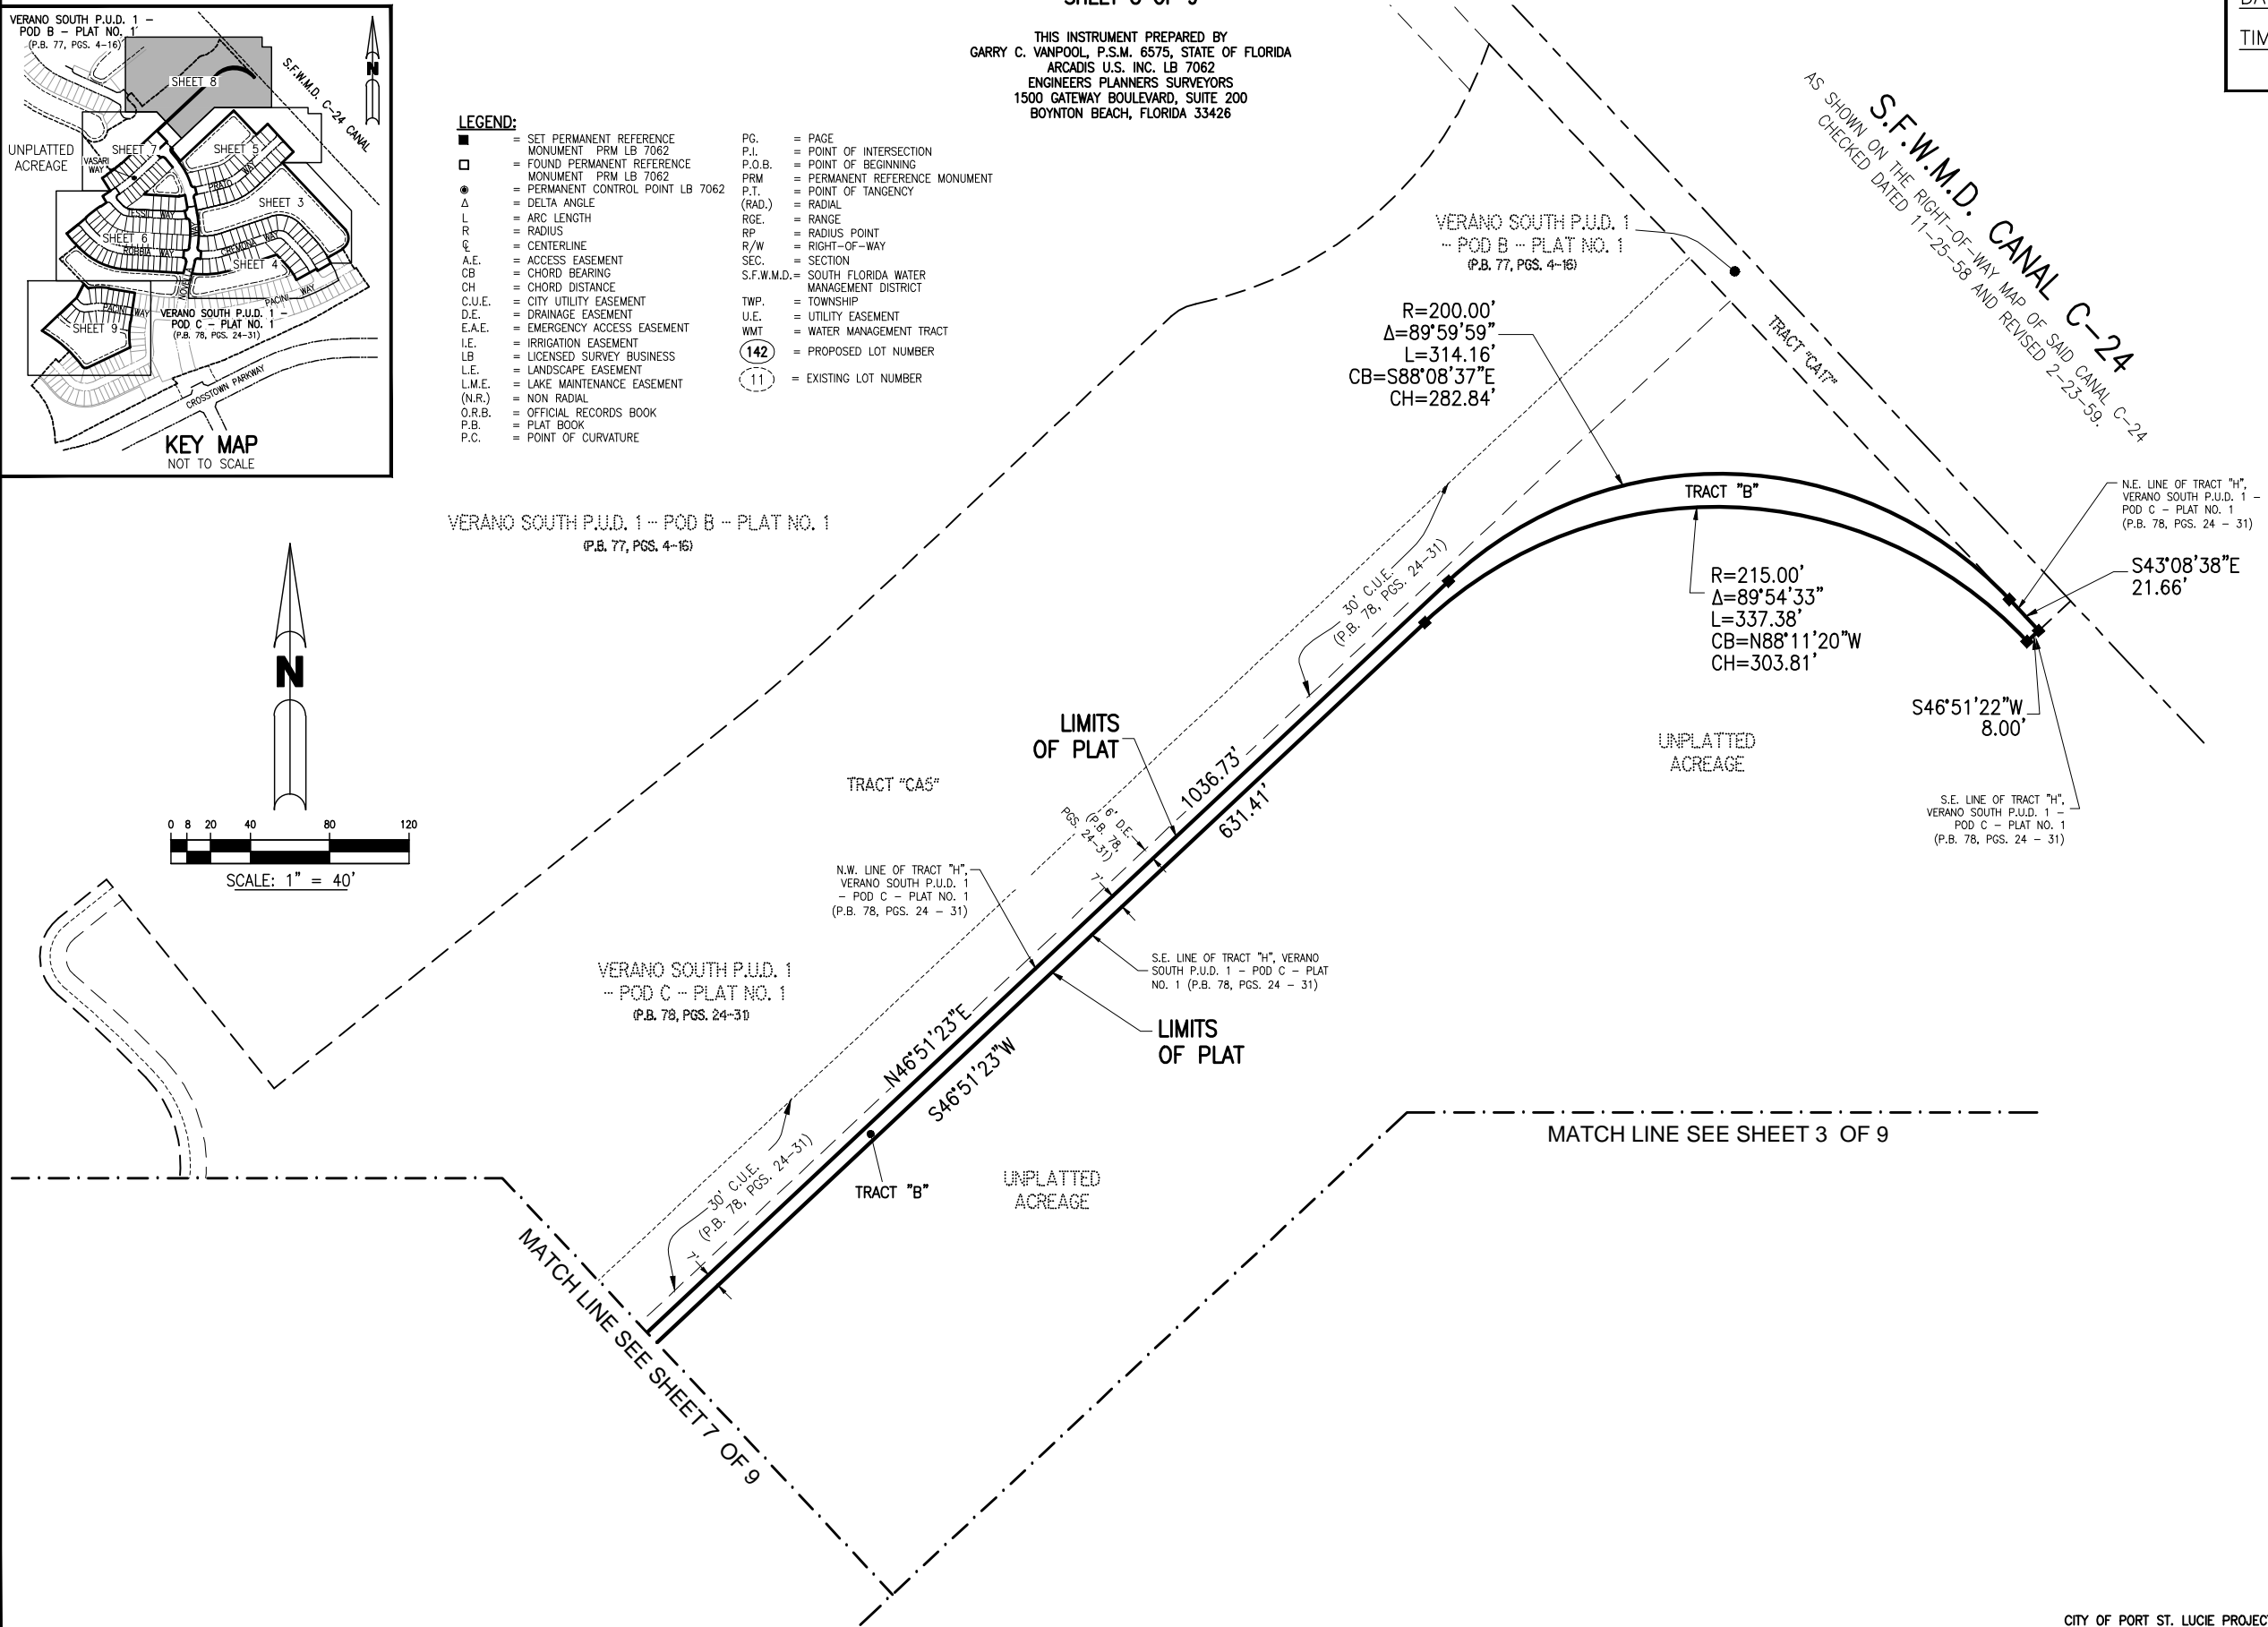 VERANO SOUTH P.U.D. 1 –
POD B – PLAT NO. 1
(P.B. 77, PGS. 4–16)
SHEET 8
S.F.W.M.D. C–24 CANAL
N
UNPLATTED
ACREAGE
VASARI
WAY
SHEET 7
SHEET 5
PRATO WAY
SHEET 3
TESSIL WAY
SHEET 6
ROBBIA WAY
CREMONA WAY
SHEET 4
WAY
PACINI WAY
PACINI WAY
SHEET 9
VERANO SOUTH P.U.D. 1 –
POD C – PLAT NO. 1
(P.B. 78, PGS. 24–31)
CROSSTOWN PARKWAY
KEY MAP
NOT TO SCALE
THIS INSTRUMENT PREPARED BY
GARRY C. VANPOOL, P.S.M. 6575, STATE OF FLORIDA
ARCADIS U.S. INC. LB 7062
ENGINEERS PLANNERS SURVEYORS
1500 GATEWAY BOULEVARD, SUITE 200
BOYNTON BEACH, FLORIDA 33426
LEGEND:
= SET PERMANENT REFERENCE
MONUMENT PRM LB 7062
= FOUND PERMANENT REFERENCE
MONUMENT PRM LB 7062
= PERMANENT CONTROL POINT LB 7062
Δ = DELTA ANGLE
L = ARC LENGTH
R = RADIUS
℄ = CENTERLINE
A.E. = ACCESS EASEMENT
CB = CHORD BEARING
CH = CHORD DISTANCE
C.U.E. = CITY UTILITY EASEMENT
D.E. = DRAINAGE EASEMENT
E.A.E. = EMERGENCY ACCESS EASEMENT
I.E. = IRRIGATION EASEMENT
LB = LICENSED SURVEY BUSINESS
L.E. = LANDSCAPE EASEMENT
L.M.E. = LAKE MAINTENANCE EASEMENT
(N.R.) = NON RADIAL
O.R.B. = OFFICIAL RECORDS BOOK
P.B. = PLAT BOOK
P.C. = POINT OF CURVATURE
PG. = PAGE
P.I. = POINT OF INTERSECTION
P.O.B. = POINT OF BEGINNING
PRM = PERMANENT REFERENCE MONUMENT
P.T. = POINT OF TANGENCY
(RAD.) = RADIAL
RGE. = RANGE
RP = RADIUS POINT
R/W = RIGHT–OF–WAY
SEC. = SECTION
S.F.W.M.D.= SOUTH FLORIDA WATER
MANAGEMENT DISTRICT
TWP. = TOWNSHIP
U.E. = UTILITY EASEMENT
WMT = WATER MANAGEMENT TRACT
142 = PROPOSED LOT NUMBER
11 = EXISTING LOT NUMBER
TIM
S.F.W.M.D. CANAL C–24
AS SHOWN ON THE RIGHT–OF–WAY MAP OF SAID CANAL C–24
CHECKED DATED 11–25–58 AND REVISED 2–23–59.
VERANO SOUTH P.U.D. 1
– POD B – PLAT NO. 1
(P.B. 77, PGS. 4–16)
R=200.00'
Δ=89°59'59"
L=314.16'
CB=S88°08'37"E
CH=282.84'
TRACT "CA17"
TRACT "B"
N.E. LINE OF TRACT "H",
VERANO SOUTH P.U.D. 1 –
POD C – PLAT NO. 1
(P.B. 78, PGS. 24 – 31)
S43°08'38"E
21.66'
VERANO SOUTH P.U.D. 1 – POD B – PLAT NO. 1
(P.B. 77, PGS. 4–16)
R=215.00'
Δ=89°54'33"
L=337.38'
CB=N88°11'20"W
CH=303.81'
30' C.U.E.
(P.B. 78, PGS. 24–31)
S46°51'22"W
8.00'
N
LIMITS
OF PLAT
UNPLATTED
ACREAGE
TRACT "CA5"
1036.73'
631.41'
6' D.E.
(P.B. 78,
PGS. 24–31)
7'
S.E. LINE OF TRACT "H",
VERANO SOUTH P.U.D. 1 –
POD C – PLAT NO. 1
(P.B. 78, PGS. 24 – 31)
0 8 20 40 80 120
SCALE: 1" = 40'
N.W. LINE OF TRACT "H",
VERANO SOUTH P.U.D. 1
– POD C – PLAT NO. 1
(P.B. 78, PGS. 24 – 31)
S.E. LINE OF TRACT "H", VERANO
SOUTH P.U.D. 1 – POD C – PLAT
NO. 1 (P.B. 78, PGS. 24 – 31)
VERANO SOUTH P.U.D. 1
– POD C – PLAT NO. 1
(P.B. 78, PGS. 24–31)
LIMITS
OF PLAT
N46°51'23"E
S46°51'23"W
MATCH LINE SEE SHEET 3 OF 9
30' C.U.E.
(P.B. 78, PGS. 24–31)
7'
TRACT "B"
UNPLATTED
ACREAGE
MATCH LINE SEE SHEET 7 OF 9
CITY OF PORT ST. LUCIE PROJECT